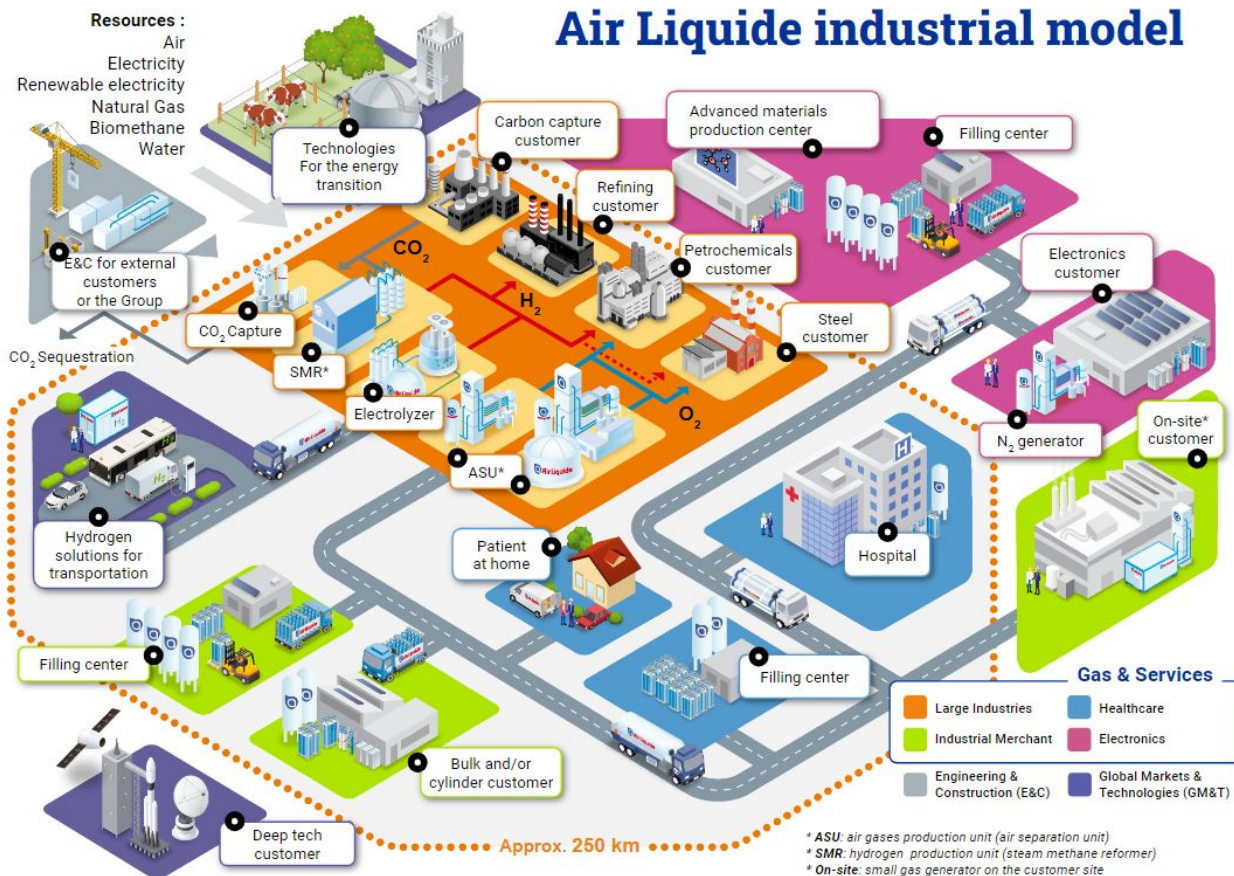 Air Liquide industrial model
Resources :
Air
Electricity
Renewable electricity
Natural Gas
Biomethane
Water
Technologies
For the energy
transition
Carbon capture
customer
Refining
customer
Petrochemicals
customer
Steel
customer
Advanced materials
production center
Filling center
Electronics
customer
N₂ generator
On-site*
customer
E&C for external
customers
or the Group
CO₂
H₂
O₂
CO₂ Capture
SMR*
Electrolyzer
ASU*
Air Liquide
CO₂ Sequestration
H₂
H₂
Hydrogen
solutions for
transportation
Patient
at home
H
Hospital
Filling center
Filling center
Bulk and/or
cylinder customer
Deep tech
customer
Approx. 250 km
Gas & Services
Large Industries
Healthcare
Industrial Merchant
Electronics
Engineering &
Construction (E&C)
Global Markets &
Technologies (GM&T)
* ASU: air gases production unit (air separation unit)
* SMR: hydrogen production unit (steam methane reformer)
* On-site: small gas generator on the customer site